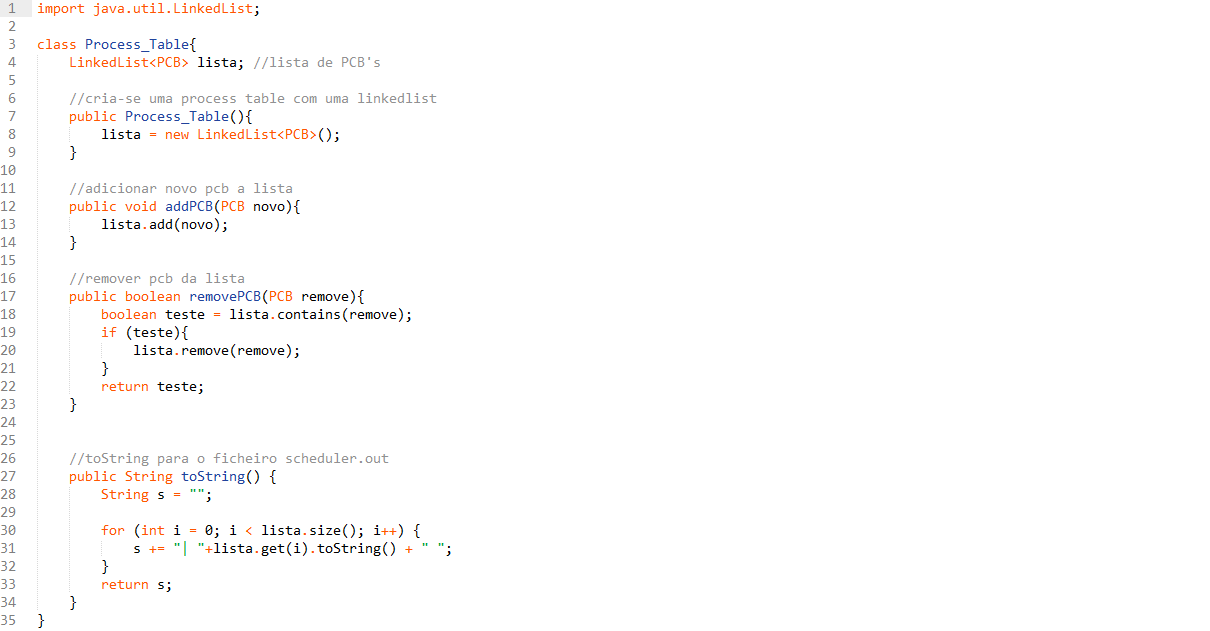 1 import java.util.LinkedList;
2
3 class Process_Table{
4     LinkedList<PCB> lista; //lista de PCB's
5
6     //cria-se uma process table com uma linkedlist
7     public Process_Table(){
8         lista = new LinkedList<PCB>();
9     }
10
11     //adicionar novo pcb a lista
12     public void addPCB(PCB novo){
13         lista.add(novo);
14     }
15
16     //remover pcb da lista
17     public boolean removePCB(PCB remove){
18         boolean teste = lista.contains(remove);
19         if (teste){
20             lista.remove(remove);
21         }
22         return teste;
23     }
24
25
26     //toString para o ficheiro scheduler.out
27     public String toString() {
28         String s = "";
29
30         for (int i = 0; i < lista.size(); i++) {
31             s += "| "+lista.get(i).toString() + " ";
32         }
33         return s;
34     }
35 }